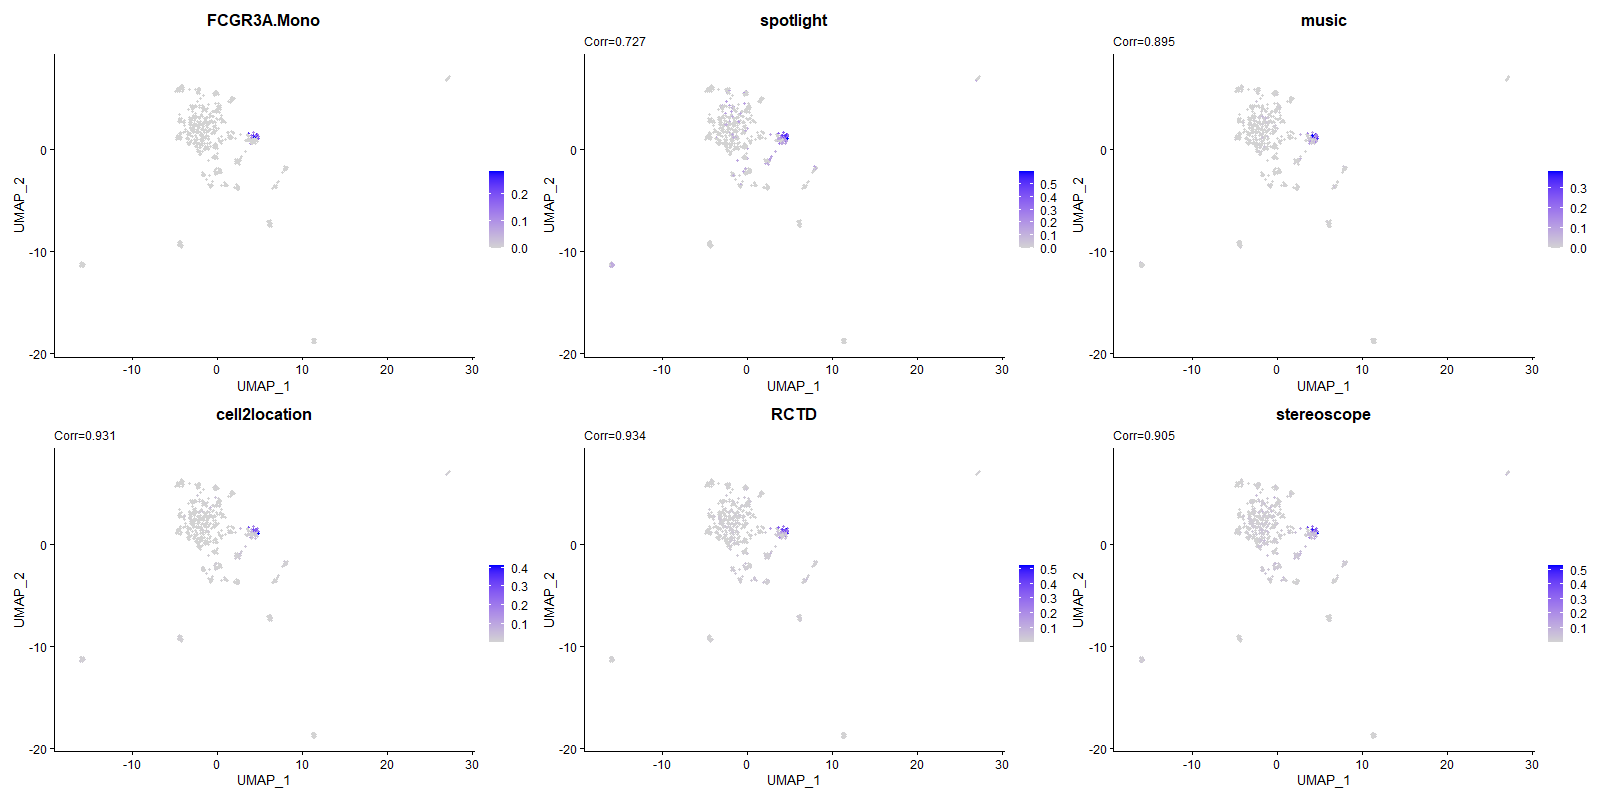 FCGR3A.Mono
UMAP_2
0
-10
-20
0.2
0.1
0.0
-10 0 10 20 30
UMAP_1
spotlight
Corr=0.727
UMAP_2
0
-10
-20
0.5
0.4
0.3
0.2
0.1
0.0
-10 0 10 20 30
UMAP_1
music
Corr=0.895
UMAP_2
0
-10
-20
0.3
0.2
0.1
0.0
-10 0 10 20 30
UMAP_1
cell2location
Corr=0.931
UMAP_2
0
-10
-20
0.4
0.3
0.2
0.1
-10 0 10 20 30
UMAP_1
RCTD
Corr=0.934
UMAP_2
0
-10
-20
0.5
0.4
0.3
0.2
0.1
-10 0 10 20 30
UMAP_1
stereoscope
Corr=0.905
UMAP_2
0
-10
-20
0.5
0.4
0.3
0.2
0.1
-10 0 10 20 30
UMAP_1